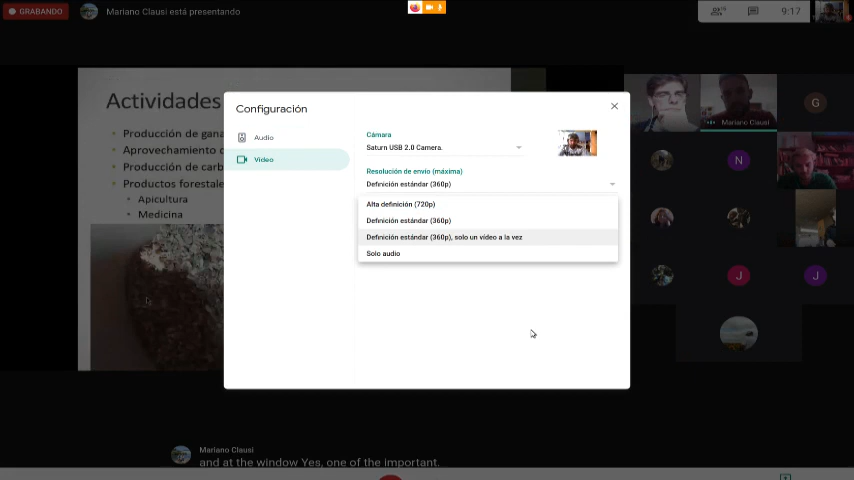 GRABANDO
Mariano Clausi está presentando
9:17
Actividades
Producción de gana
Aprovechamiento
Producción de carb
Productos forestale
Apicultura
Medicina
Configuración
Audio
Vídeo
Cámara
Saturn USB 2.0 Camera.
Resolución de envío (máxima)
Definición estándar (360p)
Alta definición (720p)
Definición estándar (360p)
Definición estándar (360p), solo un vídeo a la vez
Solo audio
Mariano Clausi
G
N
J
J
Mariano Clausi
and at the window Yes, one of the important.